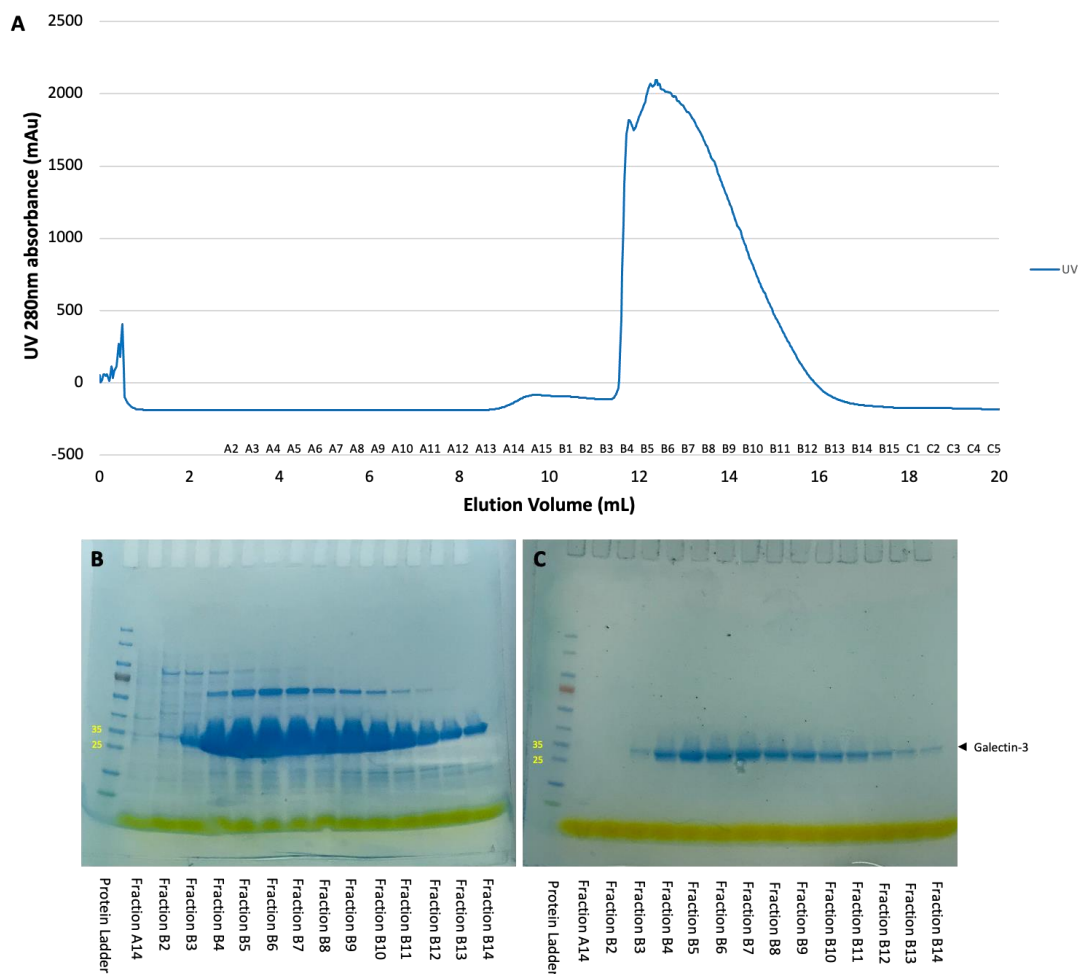 A
2500
2000
1500
1000
500
0
-500
UV 280nm absorbance (mAu)
UV
A2 A3 A4 A5 A6 A7 A8 A9 A10 A11 A12 A13 A14 A15 B1 B2 B3 B4 B5 B6 B7 B8 B9 B10 B11 B12 B13 B14 B15 C1 C2 C3 C4 C5
0 2 4 6 8 10 12 14 16 18 20
Elution Volume (mL)
B
35
25
Protein Ladder
Fraction A14
Fraction B2
Fraction B3
Fraction B4
Fraction B5
Fraction B6
Fraction B7
Fraction B8
Fraction B9
Fraction B10
Fraction B11
Fraction B12
Fraction B13
Fraction B14
C
35
25
Galectin-3
Protein Ladder
Fraction A14
Fraction B2
Fraction B3
Fraction B4
Fraction B5
Fraction B6
Fraction B7
Fraction B8
Fraction B9
Fraction B10
Fraction B11
Fraction B12
Fraction B13
Fraction B14